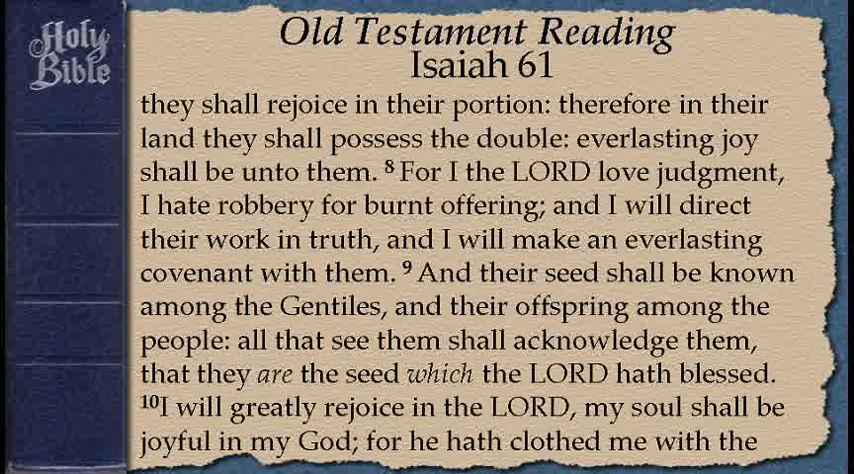 Holy
Bible
Old Testament Reading
Isaiah 61
they shall rejoice in their portion: therefore in their
land they shall possess the double: everlasting joy
shall be unto them. 8 For I the LORD love judgment,
I hate robbery for burnt offering; and I will direct
their work in truth, and I will make an everlasting
covenant with them. 9 And their seed shall be known
among the Gentiles, and their offspring among the
people: all that see them shall acknowledge them,
that they are the seed which the LORD hath blessed.
10I will greatly rejoice in the LORD, my soul shall be
joyful in my God; for he hath clothed me with the